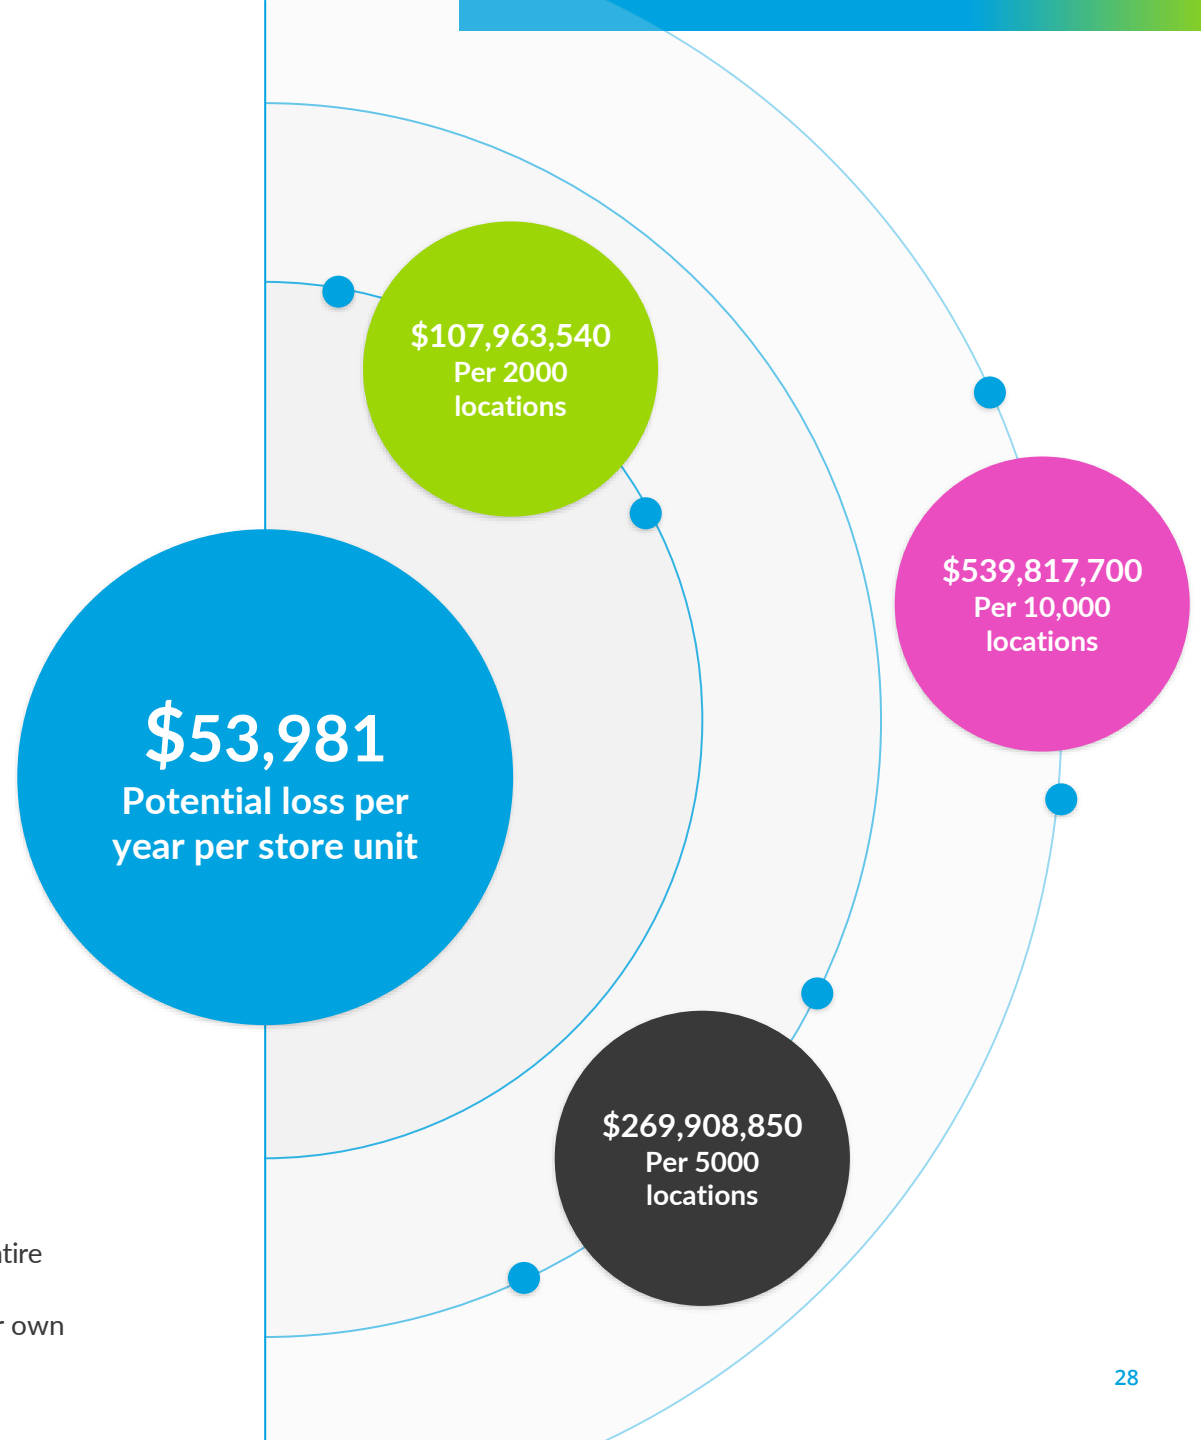 $107,963,540
Per 2000
locations
$539,817,700
Per 10,000
locations
$53,981
Potential loss per
year per store unit
$269,908,850
Per 5000
locations
own
28